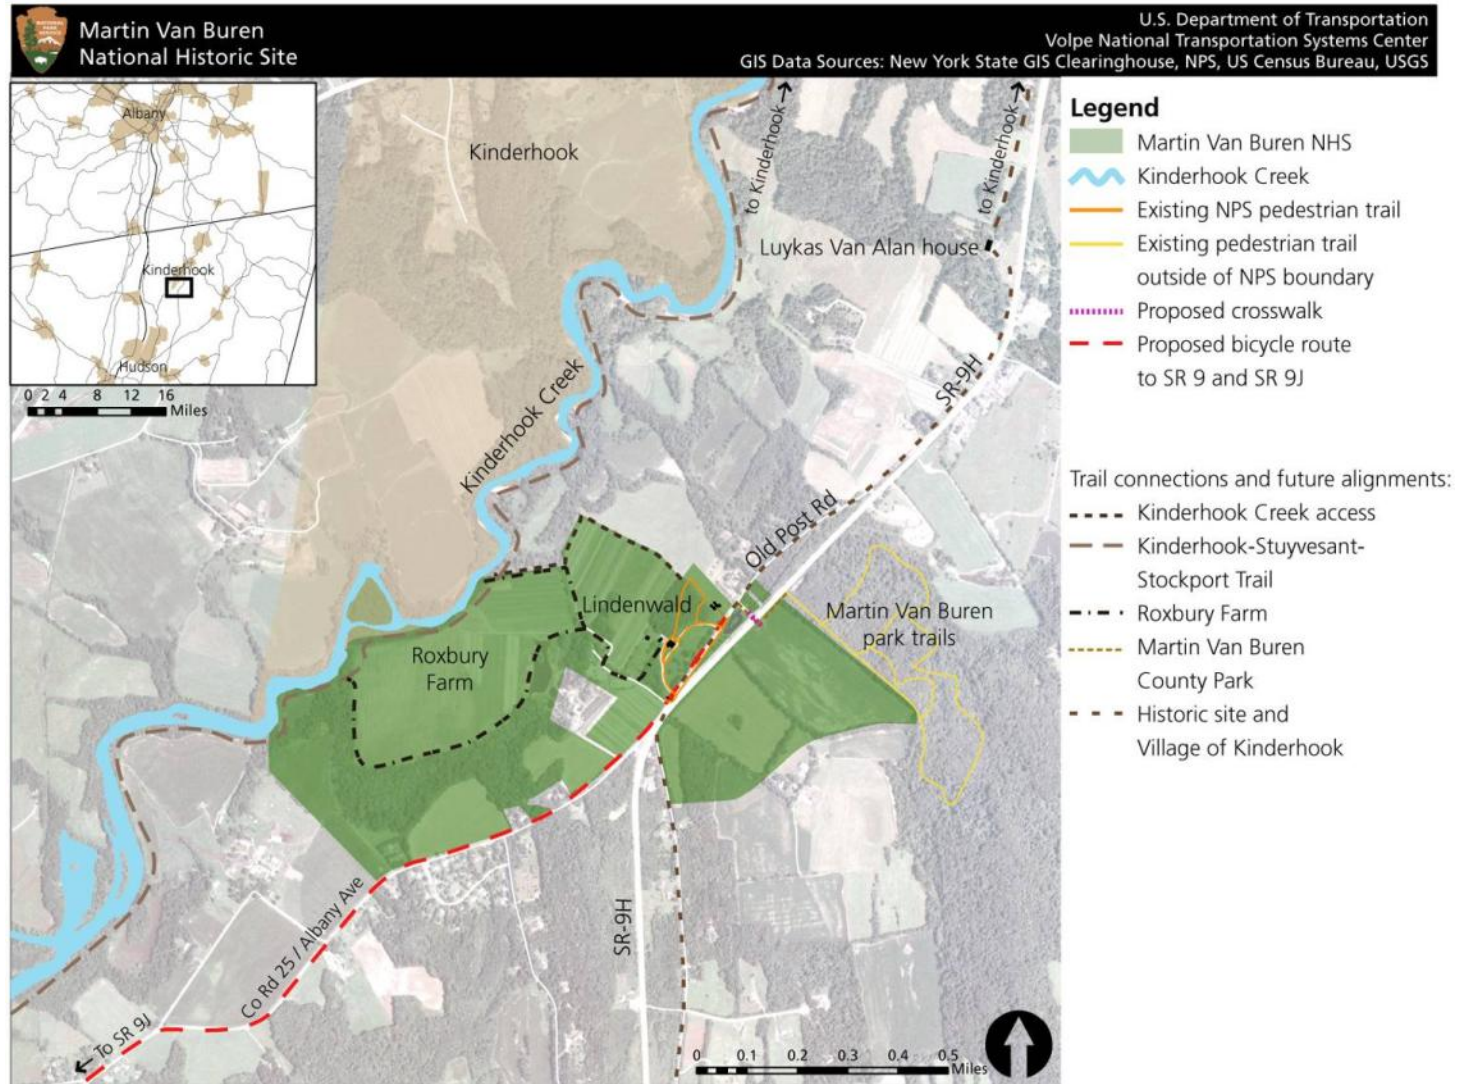 Martin Van Buren
National Historic Site
U.S. Department of Transportation
Volpe National Transportation Systems Center
GIS Data Sources: New York State GIS Clearinghouse, NPS, US Census Bureau, USGS
NATIONAL
PARK
SERVICE
Albany
Kinderhook
Hudson
0 2 4 8 12 16
Miles
Kinderhook
to Kinderhook
to Kinderhook
Luykas Van Alan house
Kinderhook Creek
SR-9H
Old Post Rd
Lindenwald
Martin Van Buren
park trails
Roxbury
Farm
SR-9H
Co Rd 25 / Albany Ave
To SR 9J
0 0.1 0.2 0.3 0.4 0.5
Miles
Legend
Martin Van Buren NHS
Kinderhook Creek
Existing NPS pedestrian trail
Existing pedestrian trail
outside of NPS boundary
Proposed crosswalk
Proposed bicycle route
to SR 9 and SR 9J
Trail connections and future alignments:
Kinderhook Creek access
Kinderhook-Stuyvesant-
Stockport Trail
Roxbury Farm
Martin Van Buren
County Park
Historic site and
Village of Kinderhook